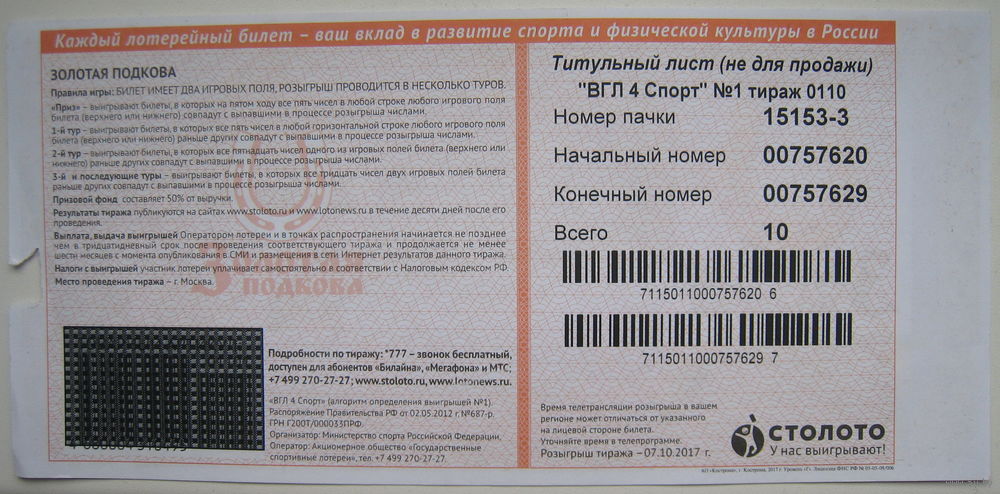 Каждый лотерейный билет – ваш вклад в развитие спорта и физической культуры в России
ЗОЛОТАЯ ПОДКОВА
Правила игры: БИЛЕТ ИМЕЕТ ДВА ИГРОВЫХ ПОЛЯ, РОЗЫГРЫШ ПРОВОДИТСЯ В НЕСКОЛЬКО ТУРОВ.
«Приз» – выигрывают билеты, в которых на пятом ходу все пять чисел в любой строке любого игрового поля
билета (верхнего или нижнего) совпадут с выпавшими в процессе розыгрыша числами.
1-й тур – выигрывают билеты, в которых все пять чисел в любой горизонтальной строке любого игрового поля
билета (верхнего или нижнего) раньше других совпадут с выпавшими в процессе розыгрыша числами.
2-й тур – выигрывают билеты, в которых все пятнадцать чисел одного из игровых полей билета (верхнего или
нижнего) раньше других совпадут с выпавшими в процессе розыгрыша числами.
3-й и последующие туры – выигрывают билеты, в которых все тридцать чисел двух игровых полей билета
раньше других совпадут с выпавшими в процессе розыгрыша числами.
Призовой фонд составляет 50% от выручки.
Результаты тиража публикуются на сайтах www.stoloto.ru и www.lotonews.ru в течение десяти дней после его
проведения.
Выплата, выдача выигрышей Оператором лотереи и в точках распространения начинается не позднее
чем в тридцатидневный срок после проведения соответствующего тиража и продолжается не менее
шести месяцев с момента опубликования в СМИ и размещения в сети Интернет результатов данного тиража.
Налоги с выигрышей участник лотереи уплачивает самостоятельно в соответствии с Налоговым кодексом РФ.
Место проведения тиража – г. Москва.
ПОДКОВА
Подробности по тиражу: *777 – звонок бесплатный,
доступен для абонентов «Билайна», «Мегафона» и МТС;
+7 499 270-27-27; www.stoloto.ru, www.lotonews.ru.
«ВГЛ 4 Спорт» (алгоритм определения выигрышей №1).
Распоряжение Правительства РФ от 02.05.2012 г. №687-р.
ГРН Г200Т/000033ПРФ.
Организатор: Министерство спорта Российской Федерации.
Оператор: Акционерное общество «Государственные
спортивные лотереи», тел. +7 499 270-27-27.
Титульный лист (не для продажи)
"ВГЛ 4 Спорт" №1 тираж 0110
Номер пачки 15153-3
Начальный номер 00757620
Конечный номер 00757629
Всего 10
7115011000757620 6
7115011000757629 7
Время телетрансляции розыгрыша в вашем
регионе может отличаться от указанного
на лицевой стороне билета.
Уточняйте время в телепрограмме.
Розыгрыш тиража – 07.10.2017 г.
СТОЛОТО
У нас выигрывают!